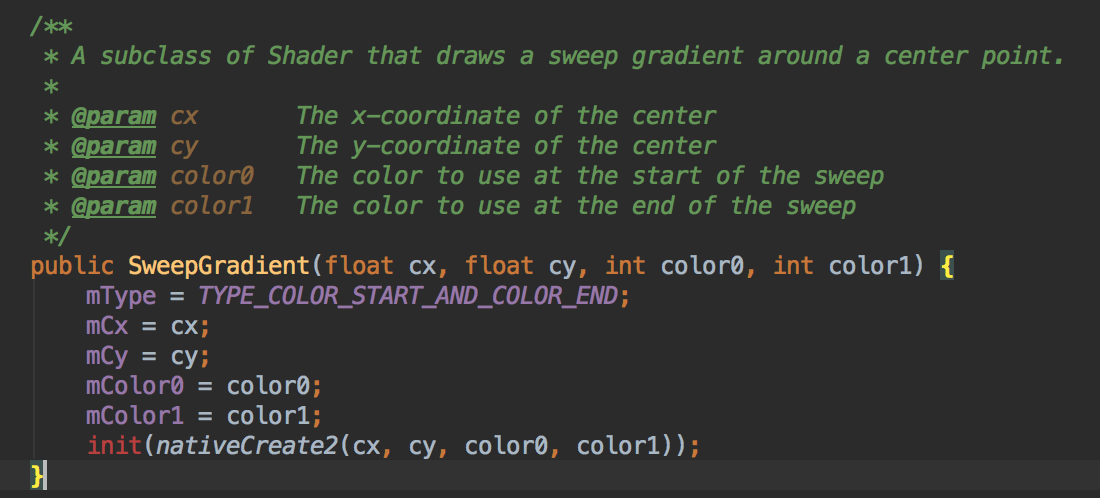 /**
 * A subclass of Shader that draws a sweep gradient around a center point.
 *
 * @param cx       The x-coordinate of the center
 * @param cy       The y-coordinate of the center
 * @param color0   The color to use at the start of the sweep
 * @param color1   The color to use at the end of the sweep
 */
public SweepGradient(float cx, float cy, int color0, int color1) {
    mType = TYPE_COLOR_START_AND_COLOR_END;
    mCx = cx;
    mCy = cy;
    mColor0 = color0;
    mColor1 = color1;
    init(nativeCreate2(cx, cy, color0, color1));
}